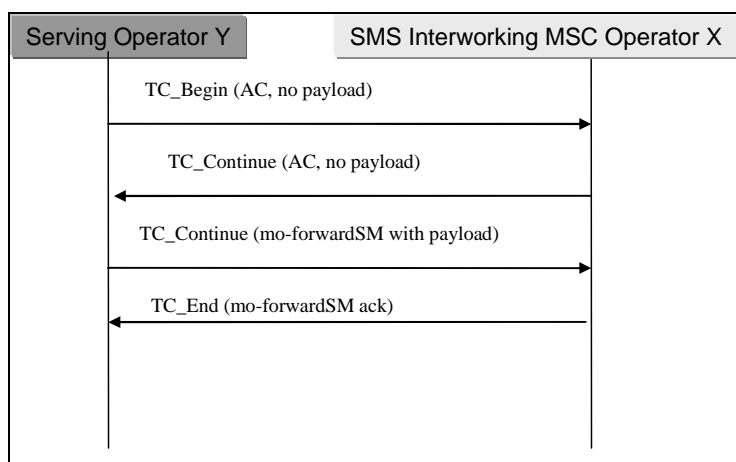 Serving Operator Y
SMS Interworking MSC Operator X
TC_Begin (AC, no payload)
TC_Continue (AC, no payload)
TC_Continue (mo-forwardSM with payload)
TC_End (mo-forwardSM ack)